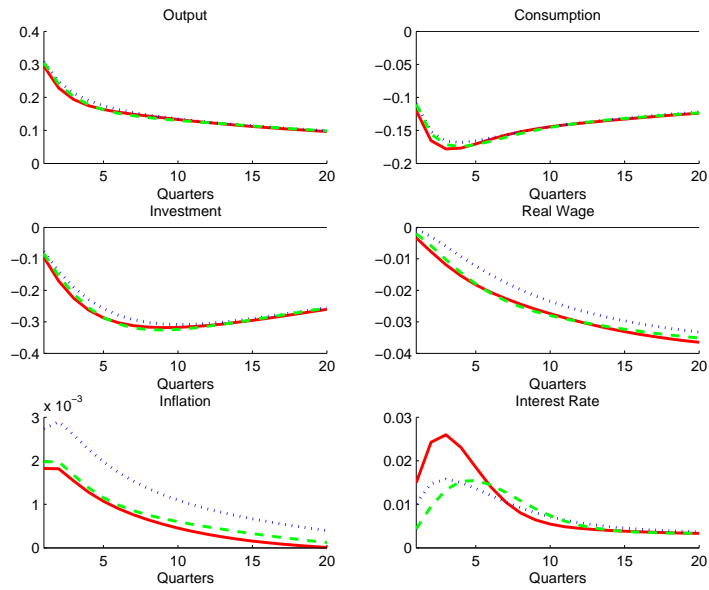 Output
0.4
0.3
0.2
0.1
0
5 10 15 20
Quarters
Consumption
0
−0.05
−0.1
−0.15
−0.2
5 10 15 20
Quarters
Investment
0
−0.1
−0.2
−0.3
−0.4
5 10 15 20
Quarters
Real Wage
0
−0.01
−0.02
−0.03
−0.04
5 10 15 20
Quarters
Inflation
x 10−3
3
2
1
0
5 10 15 20
Quarters
Interest Rate
0.03
0.02
0.01
0
5 10 15 20
Quarters